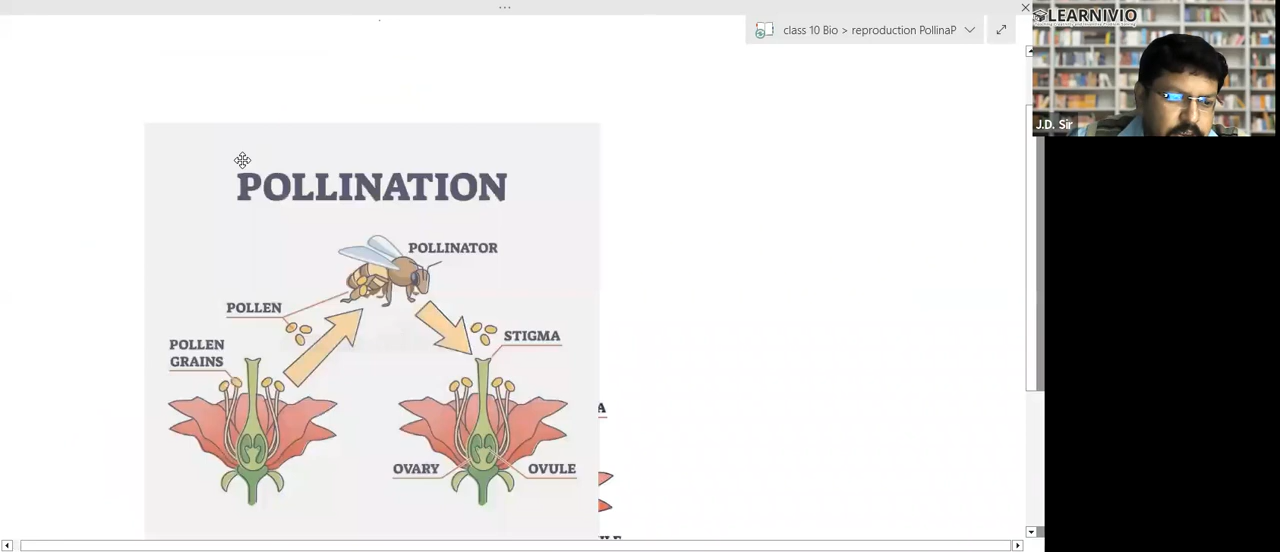 class 10 Bio > reproduction PollinaP
LEARNIVIO
J.D. Sir
POLLINATION
POLLINATOR
POLLEN
STIGMA
POLLEN
GRAINS
A
OVARY
OVULE